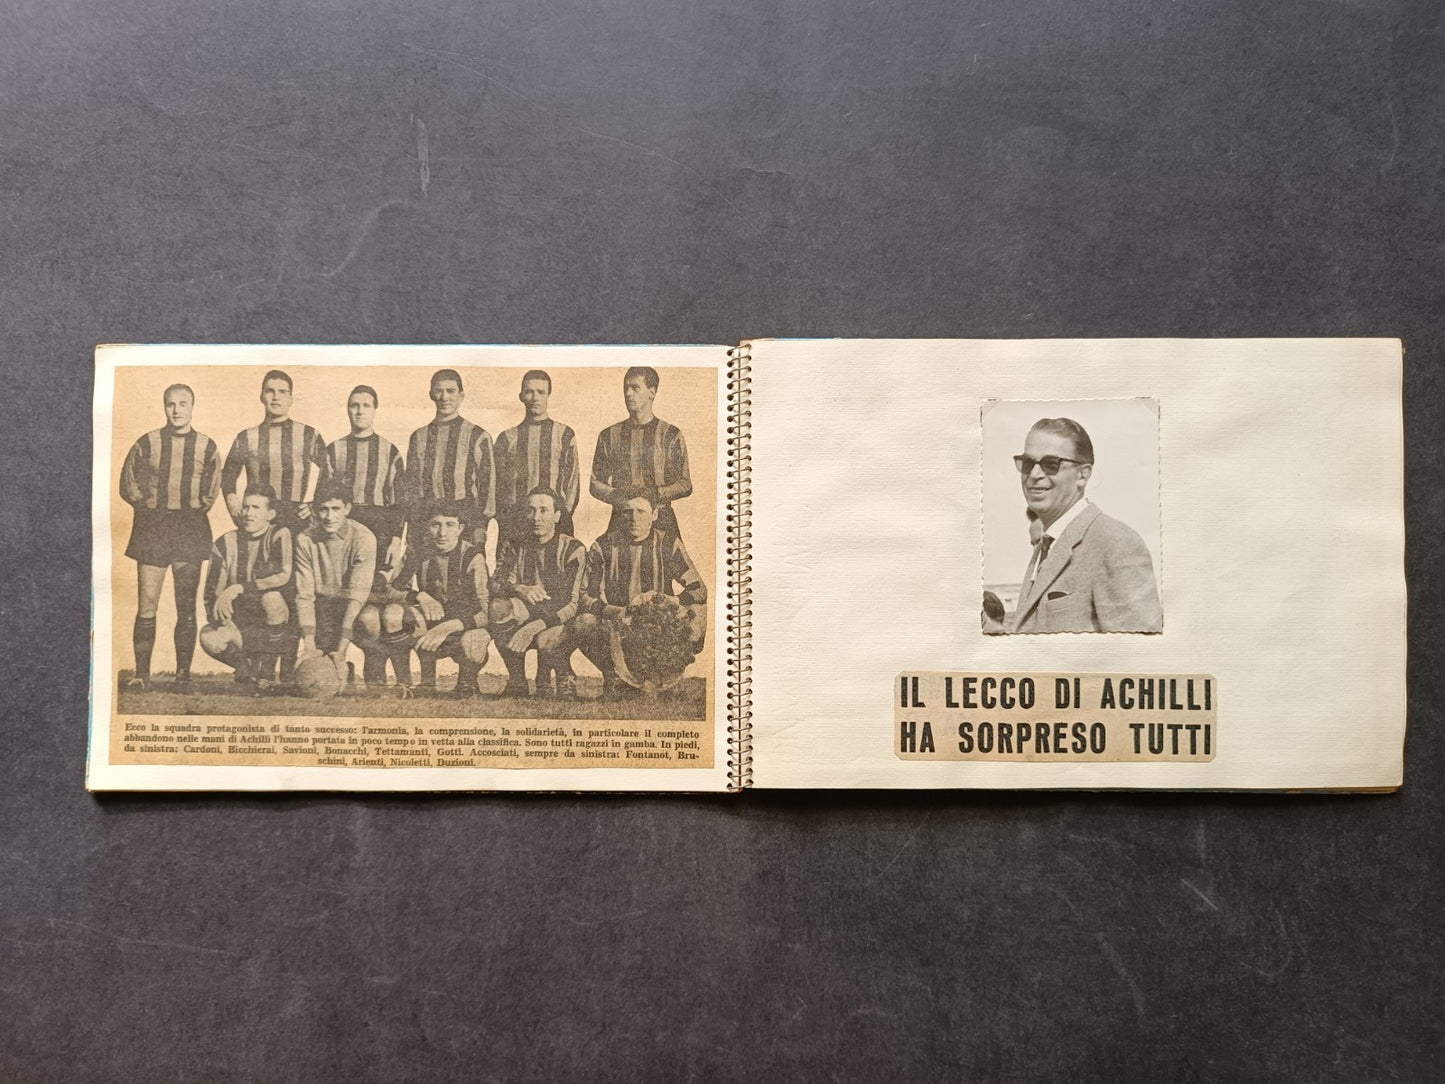 Ecco la squadra protagonista di tanto successo: l'armonia, la comprensione, la solidarietà, in particolare il completo
abbandono nelle mani di Achilli l'hanno portata in poco tempo in vetta alla classifica. Sono tutti ragazzi in gamba. In piedi,
da sinistra: Cardoni, Bicchierai, Savioni, Bonacchi, Tettamanti, Gotti. Accosciati, sempre da sinistra: Fontanot, Bru-
schini, Arienti, Nicoletti, Duzioni.
IL LECCO DI ACHILLI
HA SORPRESO TUTTI